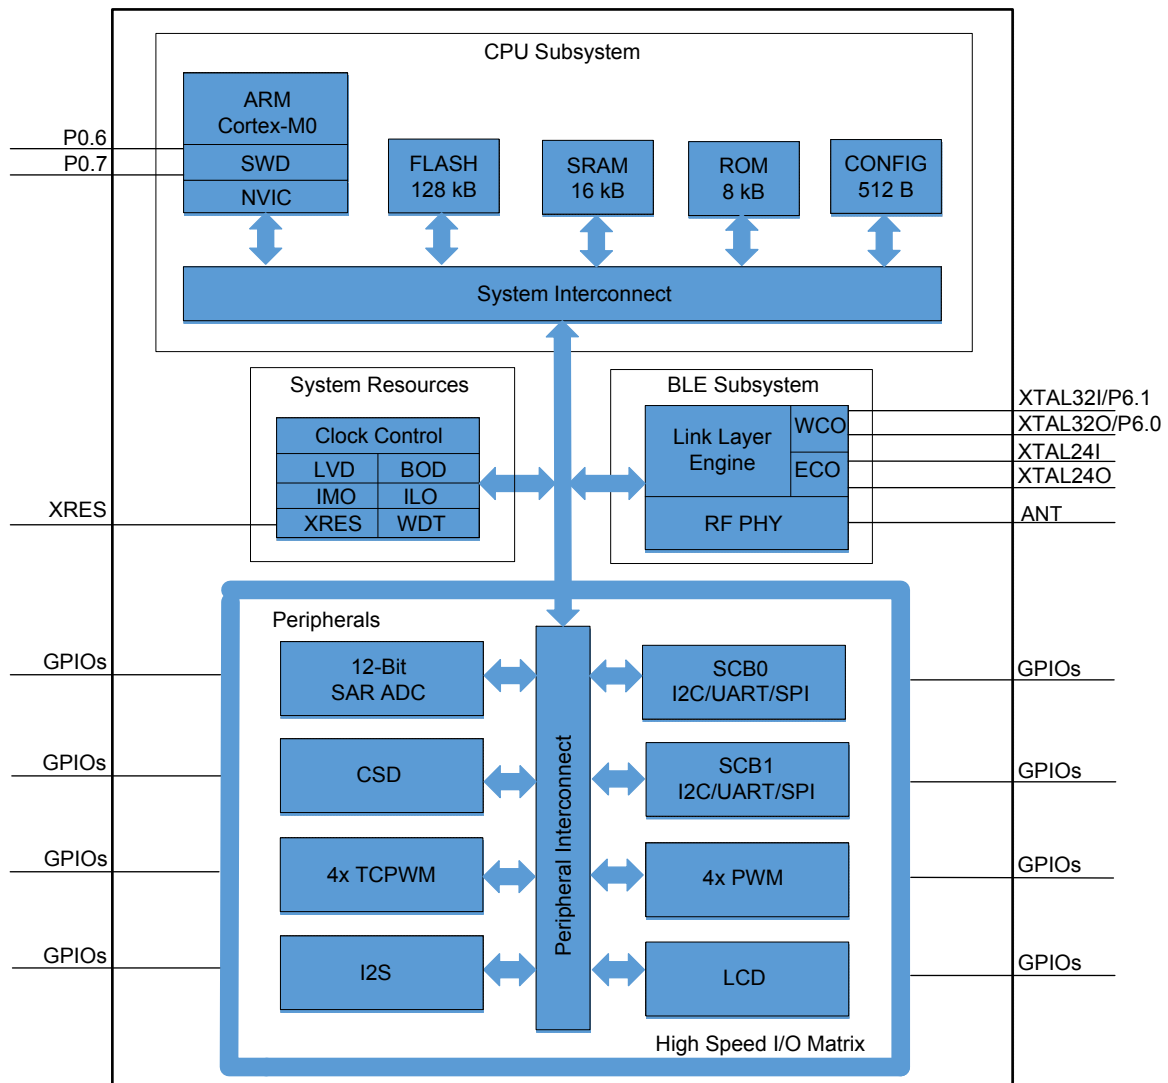 CPU Subsystem
ARM
Cortex-M0
SWD
NVIC
FLASH
128 kB
SRAM
16 kB
ROM
8 kB
CONFIG
512 B
P0.6
P0.7
System Interconnect
System Resources
Clock Control
LVD BOD
IMO ILO
XRES WDT
XRES
BLE Subsystem
Link Layer
Engine
WCO
ECO
RF PHY
XTAL32I/P6.1
XTAL32O/P6.0
XTAL24I
XTAL24O
ANT
Peripherals
GPIOs
12-Bit
SAR ADC
SCB0
I2C/UART/SPI
GPIOs
GPIOs
CSD
SCB1
I2C/UART/SPI
GPIOs
Peripheral Interconnect
GPIOs
4x TCPWM
4x PWM
GPIOs
GPIOs
I2S
LCD
GPIOs
High Speed I/O Matrix